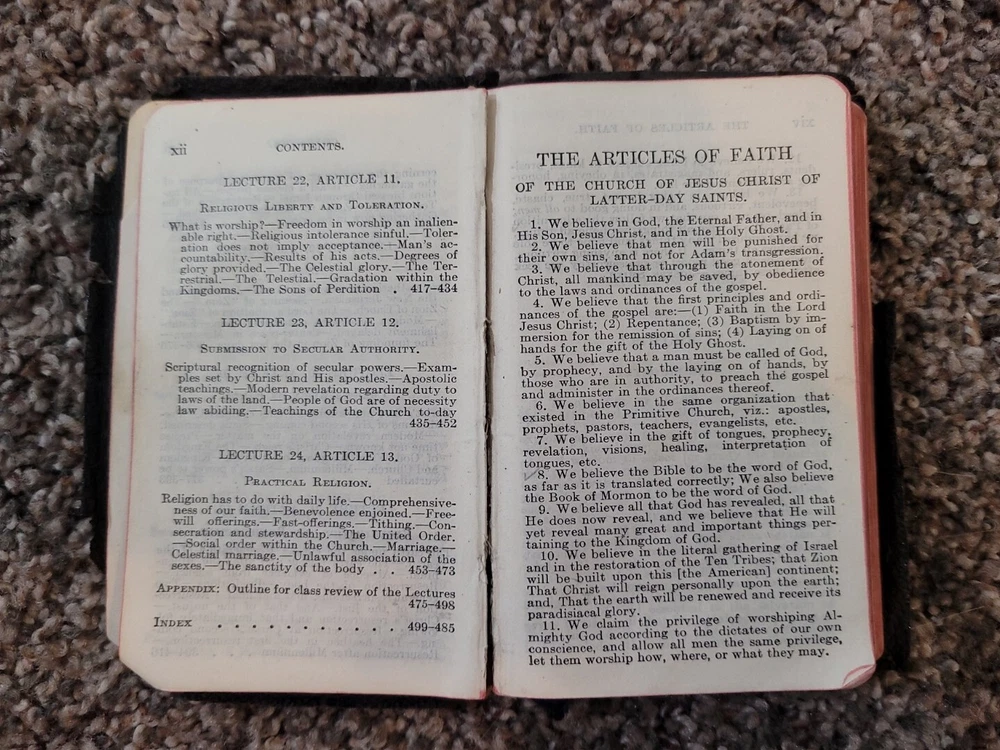 xii
CONTENTS.
LECTURE 22, ARTICLE 11.
RELIGIOUS LIBERTY AND TOLERATION.
What is worship?—Freedom in worship an inalien-
able right.—Religious intolerance sinful.—Toler-
ation does not imply acceptance.—Man's ac-
countability.—Results of his acts.—Degrees of
glory provided.—The Celestial glory.—The Ter-
restrial.—The Telestial.—Gradation within the
Kingdoms.—The Sons of Perdition . 417–434
LECTURE 23, ARTICLE 12.
SUBMISSION TO SECULAR AUTHORITY.
Scriptural recognition of secular powers.—Exam-
ples set by Christ and His apostles.—Apostolic
teachings.—Modern revelation regarding duty to
laws of the land.—People of God are of necessity
law abiding.—Teachings of the Church to-day
435–452
LECTURE 24, ARTICLE 13.
PRACTICAL RELIGION.
Religion has to do with daily life.—Comprehensive-
ness of our faith.—Benevolence enjoined.—Free-
will offerings.—Fast-offerings.—Tithing.—Con-
secration and stewardship.—The United Order.
—Social order within the Church.—Marriage.—
Celestial marriage.—Unlawful association of the
sexes.—The sanctity of the body . . 453–473
APPENDIX: Outline for class review of the Lectures
475–498
INDEX . . . . . . . . . . . 499–485
THE ARTICLES OF FAITH
OF THE CHURCH OF JESUS CHRIST OF
LATTER-DAY SAINTS.
1. We believe in God, the Eternal Father, and in
His Son, Jesus Christ, and in the Holy Ghost.
2. We believe that men will be punished for
their own sins, and not for Adam's transgression.
3. We believe that through the atonement of
Christ, all mankind may be saved, by obedience
to the laws and ordinances of the gospel.
4. We believe that the first principles and ordi-
nances of the gospel are:—(1) Faith in the Lord
Jesus Christ; (2) Repentance; (3) Baptism by im-
mersion for the remission of sins; (4) Laying on of
hands for the gift of the Holy Ghost.
5. We believe that a man must be called of God,
by prophecy, and by the laying on of hands, by
those who are in authority, to preach the gospel
and administer in the ordinances thereof.
6. We believe in the same organization that
existed in the Primitive Church, viz.: apostles,
prophets, pastors, teachers, evangelists, etc.
7. We believe in the gift of tongues, prophecy,
revelation, visions, healing, interpretation of
tongues, etc.
8. We believe the Bible to be the word of God,
as far as it is translated correctly; We also believe
the Book of Mormon to be the word of God.
9. We believe all that God has revealed, all that
He does now reveal, and we believe that He will
yet reveal many great and important things per-
taining to the Kingdom of God.
10. We believe in the literal gathering of Israel
and in the restoration of the Ten Tribes; that Zion
will be built upon this [the American] continent;
That Christ will reign personally upon the earth;
and, That the earth will be renewed and receive its
paradisiacal glory.
11. We claim the privilege of worshiping Al-
mighty God according to the dictates of our own
conscience, and allow all men the same privilege,
let them worship how, where, or what they may.